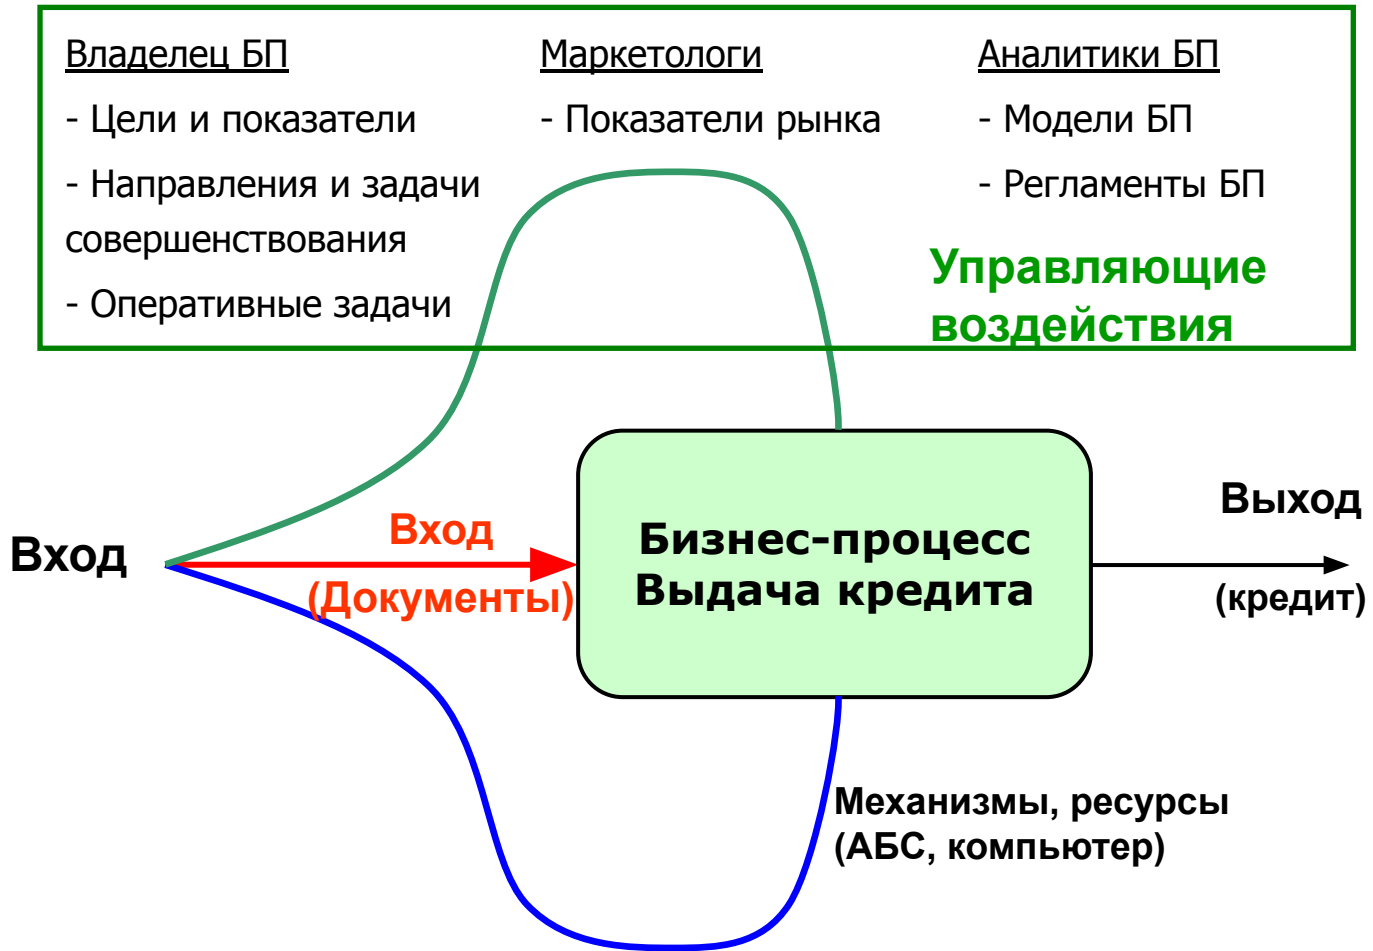 Владелец БП
- Цели и показатели
- Направления и задачи
совершенствования
- Оперативные задачи
Маркетологи
- Показатели рынка
Аналитики БП
- Модели БП
- Регламенты БП
Управляющие
воздействия
Вход
Вход
(Документы)
Бизнес-процесс
Выдача кредита
Выход
(кредит)
Механизмы, ресурсы
(АБС, компьютер)